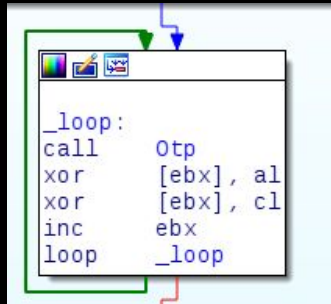 _loop:
call Otp
xor [ebx], al
xor [ebx], cl
inc ebx
loop _loop